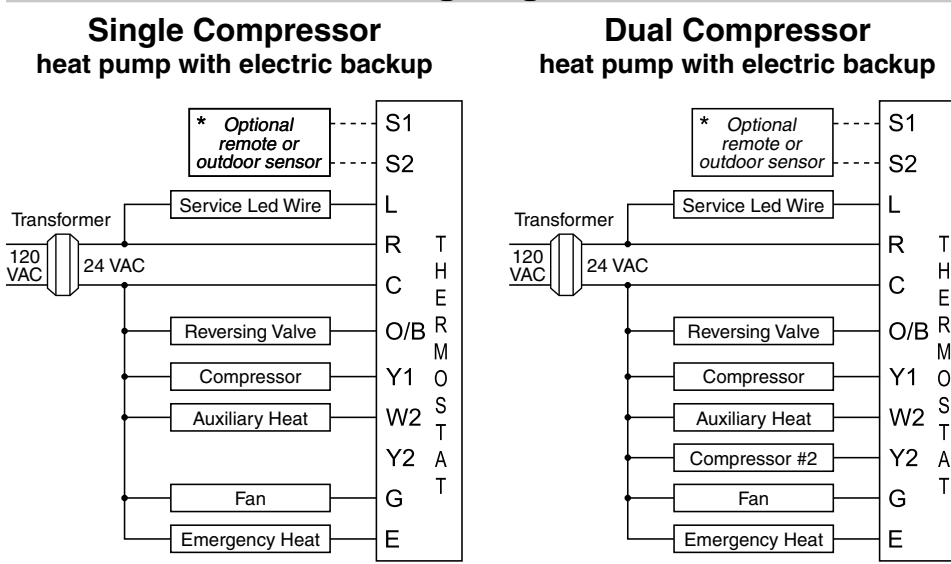 Single Compressor
heat pump with electric backup
* Optional
remote or
outdoor sensor
S1
S2
Service Led Wire
L
Transformer
120
VAC
24 VAC
R
C
Reversing Valve
O/B
Compressor
Y1
Auxiliary Heat
W2
Y2
Fan
G
Emergency Heat
E
THERMOSTAT
Dual Compressor
heat pump with electric backup
* Optional
remote or
outdoor sensor
S1
S2
Service Led Wire
L
Transformer
120
VAC
24 VAC
R
C
Reversing Valve
O/B
Compressor
Y1
Auxiliary Heat
W2
Compressor #2
Y2
Fan
G
Emergency Heat
E
THERMOSTAT